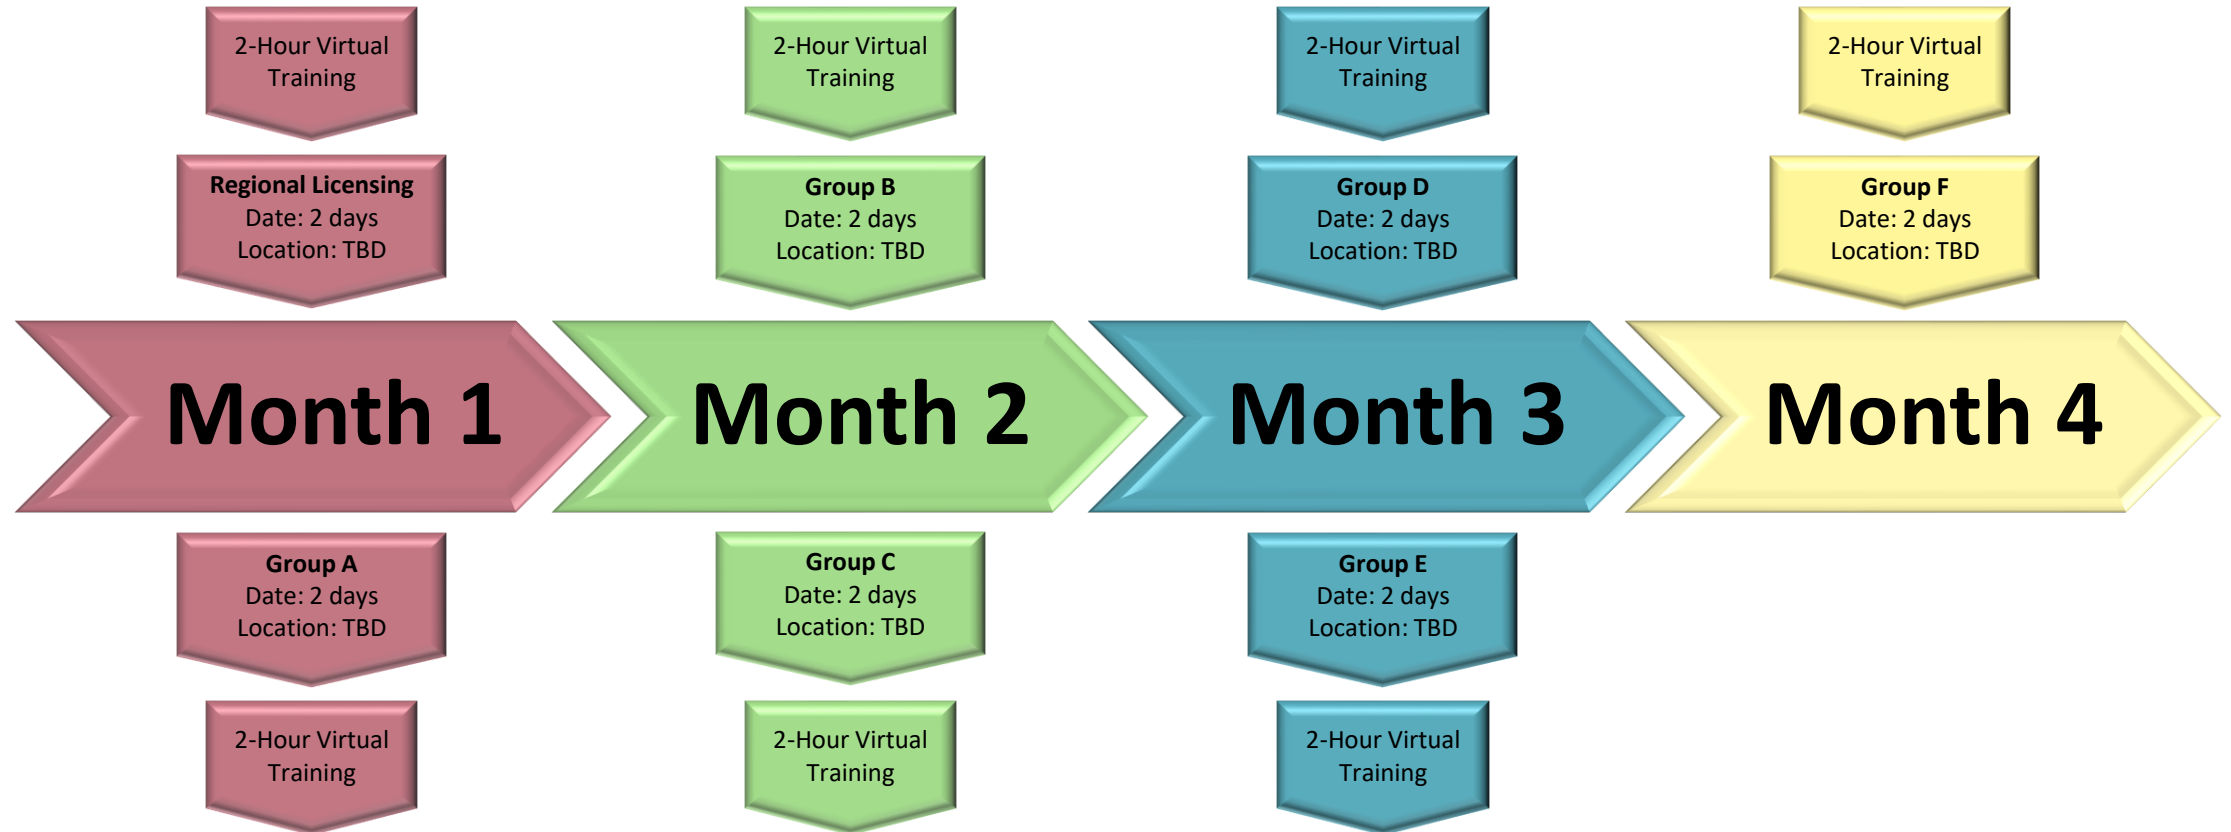 2-Hour Virtual
Training
2-Hour Virtual
Training
2-Hour Virtual
Training
2-Hour Virtual
Training
Regional Licensing
Date: 2 days
Location: TBD
Group B
Date: 2 days
Location: TBD
Group D
Date: 2 days
Location: TBD
Group F
Date: 2 days
Location: TBD
Month 1
Month 2
Month 3
Month 4
Group A
Date: 2 days
Location: TBD
Group C
Date: 2 days
Location: TBD
Group E
Date: 2 days
Location: TBD
2-Hour Virtual
Training
2-Hour Virtual
Training
2-Hour Virtual
Training